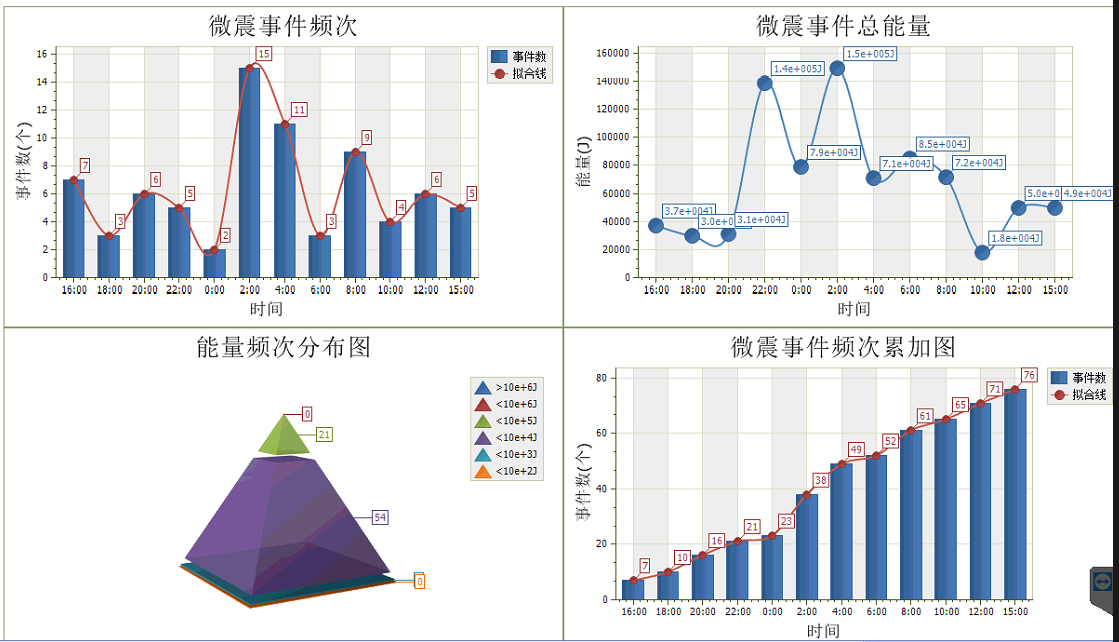 微震事件频次
事件数(个)
16
14
12
10
8
6
4
2
0
7
3
6
5
2
15
11
3
9
4
6
5
16:00 18:00 20:00 22:00 0:00 2:00 4:00 6:00 8:00 10:00 12:00 15:00
时间
事件数
拟合线
微震事件总能量
能量(J)
160000
140000
120000
100000
80000
60000
40000
20000
0
3.7e+004J
3.0e+0
3.1e+004J
1.4e+005J
7.9e+004J
1.5e+005J
7.1e+004J
8.5e+004J
7.2e+004J
1.8e+004J
5.0e+0
4.9e+004J
16:00 18:00 20:00 22:00 0:00 2:00 4:00 6:00 8:00 10:00 12:00 15:00
时间
能量频次分布图
0
21
54
0
>10e+6J
<10e+6J
<10e+5J
<10e+4J
<10e+3J
<10e+2J
微震事件频次累加图
事件数(个)
80
60
40
20
0
7
10
16
21
23
38
49
52
61
65
71
76
16:00 18:00 20:00 22:00 0:00 2:00 4:00 6:00 8:00 10:00 12:00 15:00
时间
事件数
拟合线